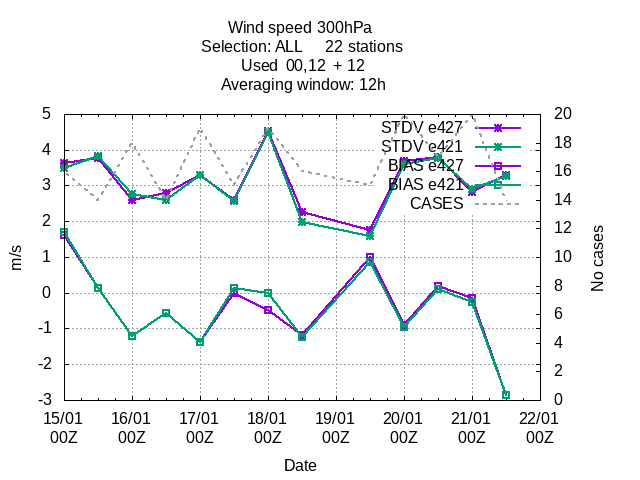 Wind speed 300hPa
Selection: ALL 22 stations
Used 00,12 + 12
Averaging window: 12h
5
4
3
2
1
0
-1
-2
-3
m/s
20
18
16
14
12
10
8
6
4
2
0
No cases
STDV e427
STDV e421
BIAS e427
BIAS e421
CASES
15/01 16/01 17/01 18/01 19/01 20/01 21/01 22/01
00Z 00Z 00Z 00Z 00Z 00Z 00Z 00Z
Date